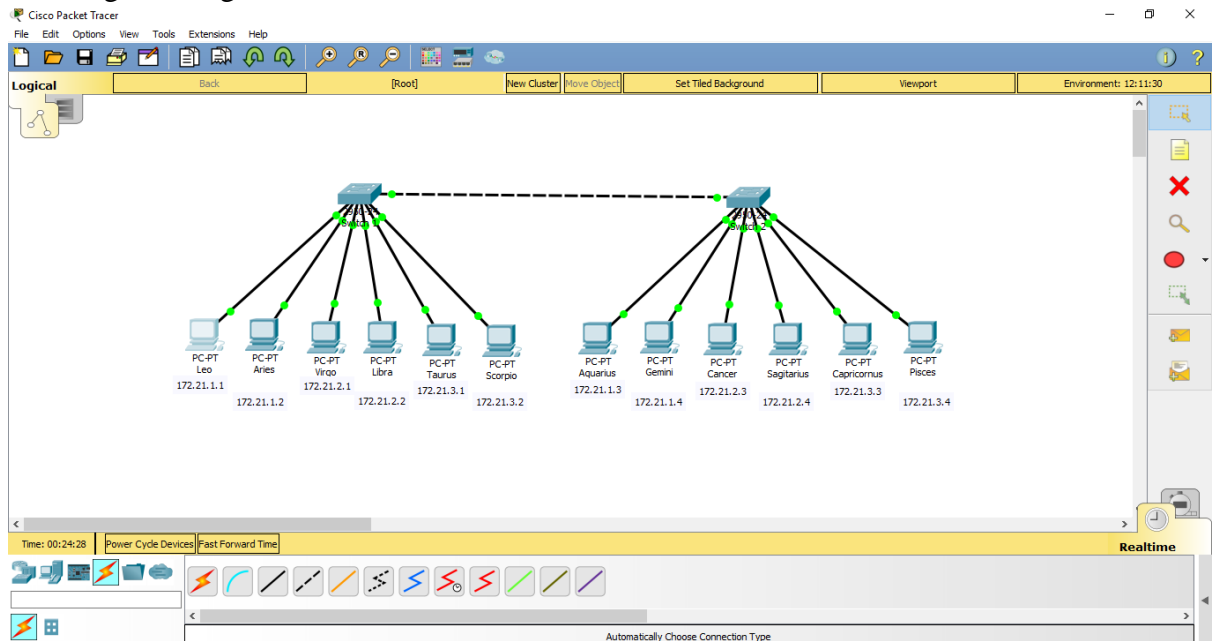 Cisco Packet Tracer
File Edit Options View Tools Extensions Help
Logical Back [Root] New Cluster Move Object Set Tiled Background Viewport Environment: 12:11:30
Switch 1
Switch 2
PC-PT
Leo
172.21.1.1
PC-PT
Aries
172.21.1.2
PC-PT
Virgo
172.21.2.1
PC-PT
Libra
172.21.2.2
PC-PT
Taurus
172.21.3.1
PC-PT
Scorpio
172.21.3.2
PC-PT
Aquarius
172.21.1.3
PC-PT
Gemini
172.21.1.4
PC-PT
Cancer
172.21.2.3
PC-PT
Sagitarius
172.21.2.4
PC-PT
Capricornus
172.21.3.3
PC-PT
Pisces
172.21.3.4
Time: 00:24:28 Power Cycle Devices Fast Forward Time Realtime
Automatically Choose Connection Type